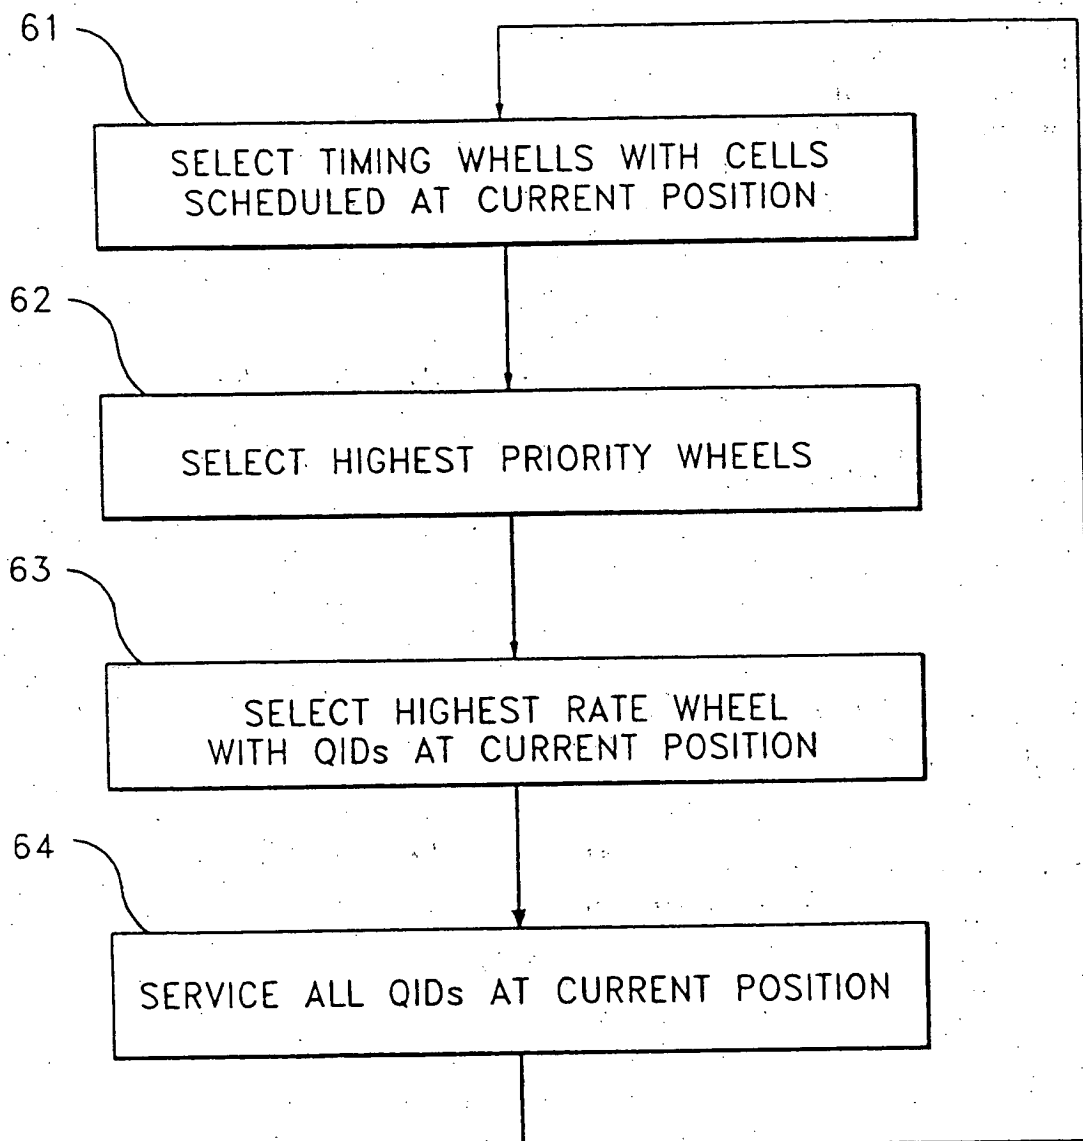 61
SELECT TIMING WHELLS WITH CELLS
SCHEDULED AT CURRENT POSITION
62
SELECT HIGHEST PRIORITY WHEELS
63
SELECT HIGHEST RATE WHEEL
WITH QIDs AT CURRENT POSITION
64
SERVICE ALL QIDs AT CURRENT POSITION